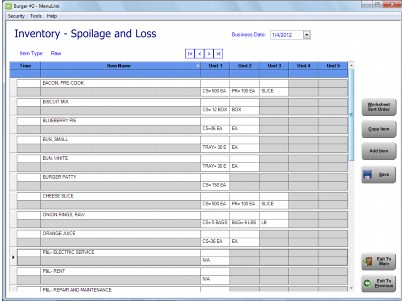 Burger #2 - MenuLink
Security Tools Help
Inventory - Spoilage and Loss
Business Date 1/4/2012
Item Type Raw
Time Item Name Unit 1 Unit 2 Unit 3 Unit 4 Unit 5
BACON, PRE-COOK
CS= 500 EA PK= 100 EA SLICE
BISCUIT MIX
CS= 12 BOX BOX
BLUEBERRY PIE
CS=36 EA EA
BUN, SMALL
TRAY= 30 E EA
BUN, WHITE
TRAY= 30 E EA
BURGER PATTY
CS= 150 EA
CHEESE SLICE
CS= 500 EA PK= 100 EA SLICE
ONION RINGS, RAW
CS= 5 BAGS BAG= 6 LBS LB
ORANGE JUICE
CS=36 EA EA
P&L- ELECTRIC SERVICE
N/A
P&L- RENT
N/A
P&L- REPAIR AND MAINTENANCE
Worksheet
Sort Order
Copy Item
Add Item
Save
Exit To
Main
Exit To
Previous